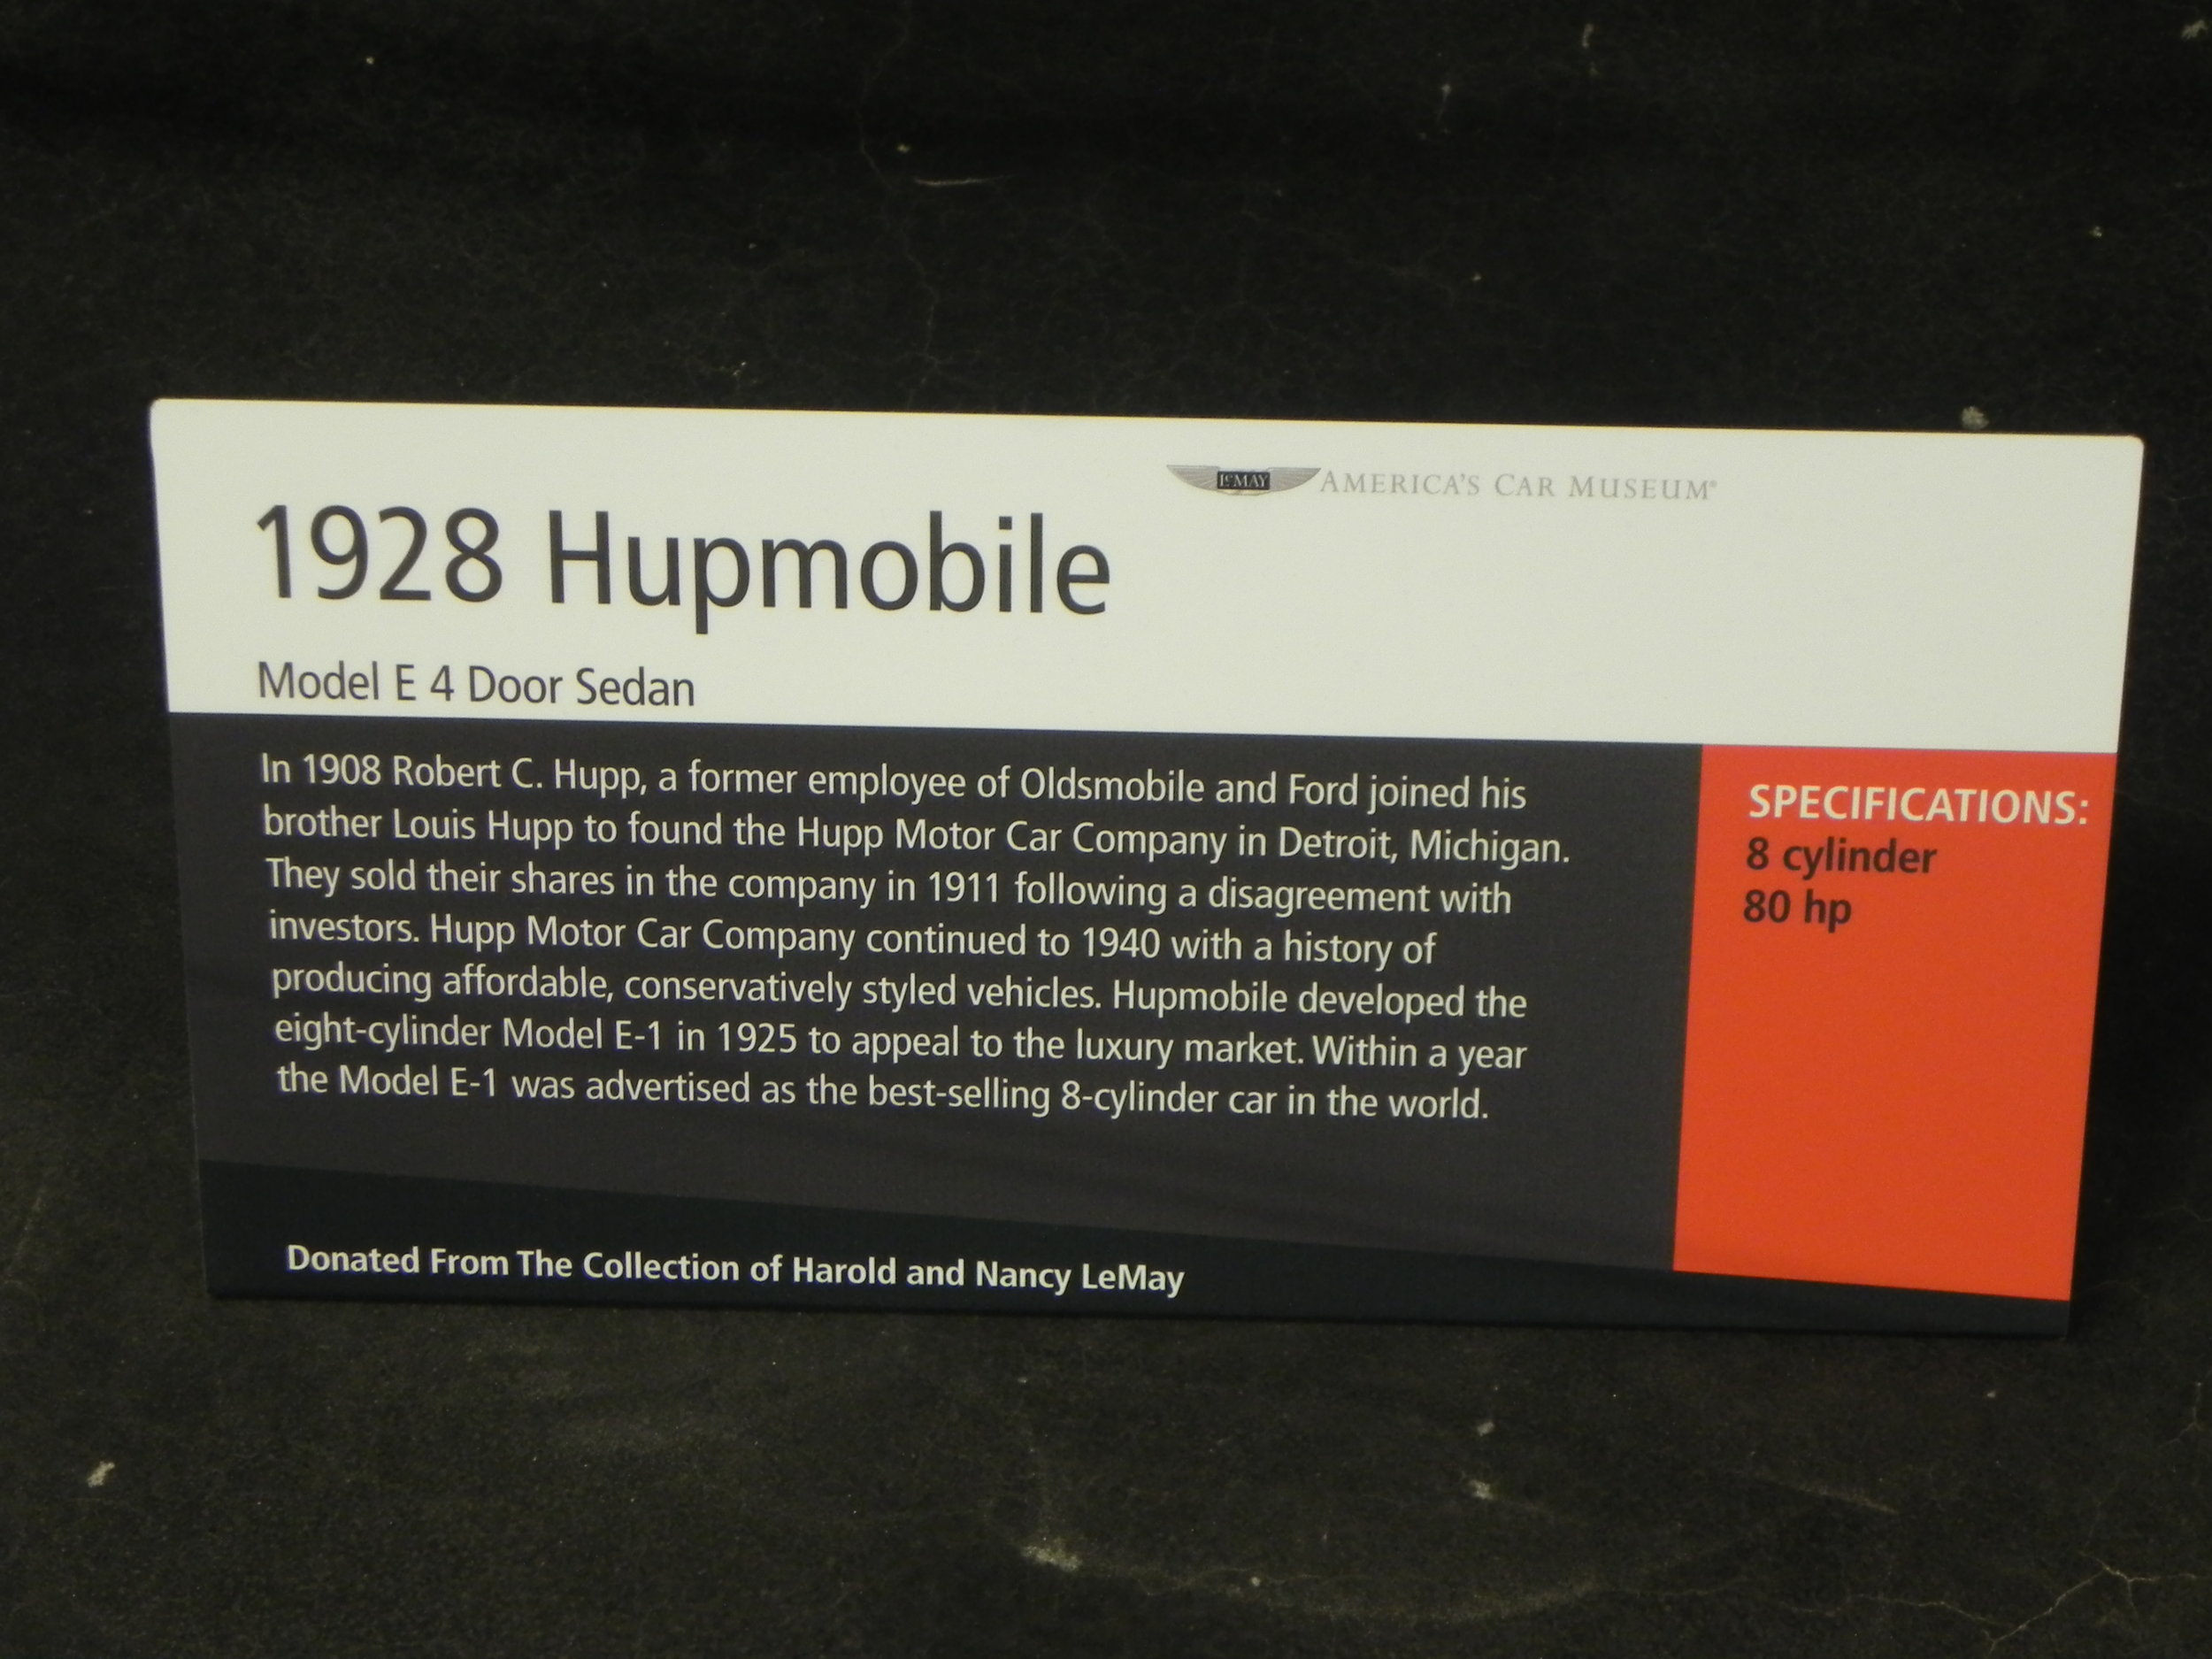 LeMAY AMERICA'S CAR MUSEUM®
1928 Hupmobile
Model E 4 Door Sedan
In 1908 Robert C. Hupp, a former employee of Oldsmobile and Ford joined his
brother Louis Hupp to found the Hupp Motor Car Company in Detroit, Michigan.
They sold their shares in the company in 1911 following a disagreement with
investors. Hupp Motor Car Company continued to 1940 with a history of
producing affordable, conservatively styled vehicles. Hupmobile developed the
eight-cylinder Model E-1 in 1925 to appeal to the luxury market. Within a year
the Model E-1 was advertised as the best-selling 8-cylinder car in the world.
SPECIFICATIONS:
8 cylinder
80 hp
Donated From The Collection of Harold and Nancy LeMay